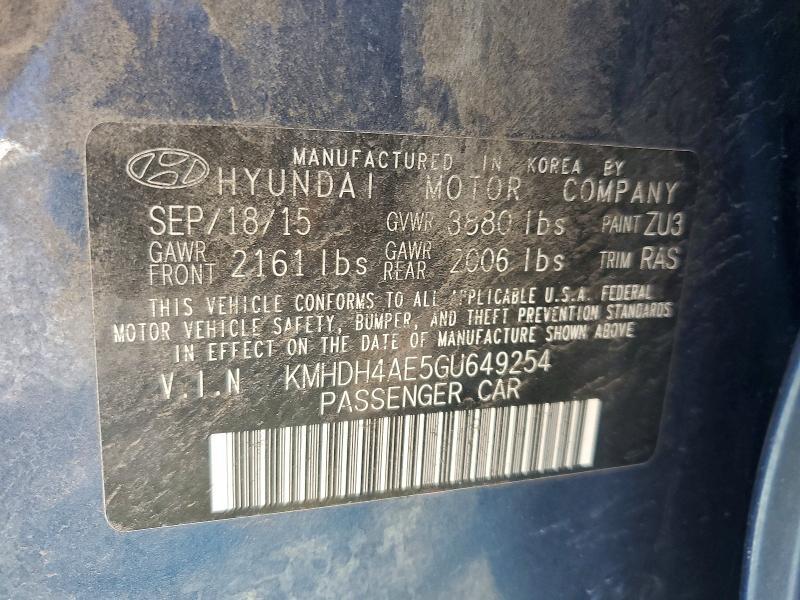 MANUFACTURED IN KOREA BY
HYUNDAI MOTOR COMPANY
SEP/18/15 GVWR lbs PAINT ZU3
GAWR FRONT 2161 lbs GAWR REAR 2006 lbs TRIM RAS
THIS VEHICLE CONFORMS TO ALL APPLICABLE U.S.A. FEDERAL
MOTOR VEHICLE SAFETY, BUMPER, AND THEFT PREVENTION STANDARDS
IN EFFECT ON THE DATE OF MANUFACTURE SHOWN ABOVE
V.I.N KMHDH4AE5GU649254
PASSENGER CAR